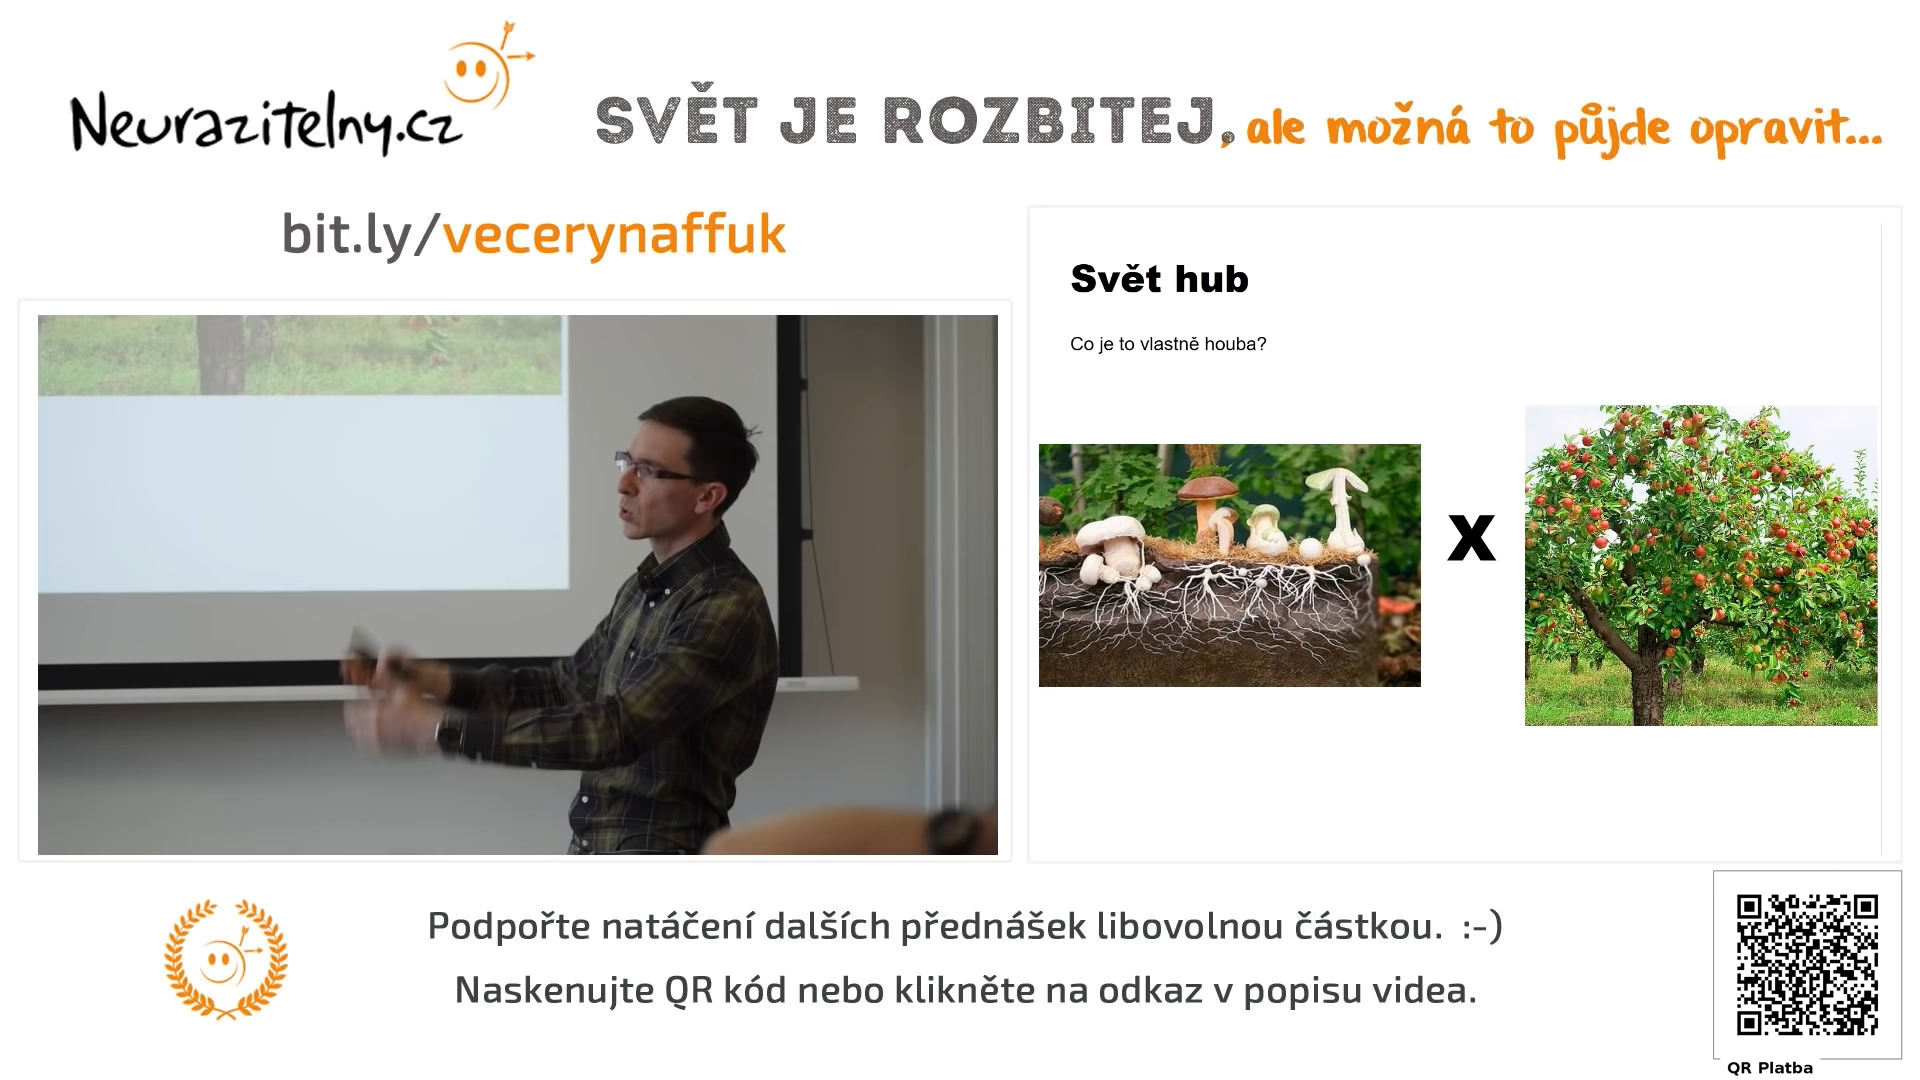 Neurazitelny.cz
SVĚT JE ROZBITEJ, ale možná to půjde opravit...
bit.ly/vecerynaffuk
Svět hub
Co je to vlastně houba?
X
Podpořte natáčení dalších přednášek libovolnou částkou. :-)
Naskenujte QR kód nebo klikněte na odkaz v popisu videa.
QR Platba